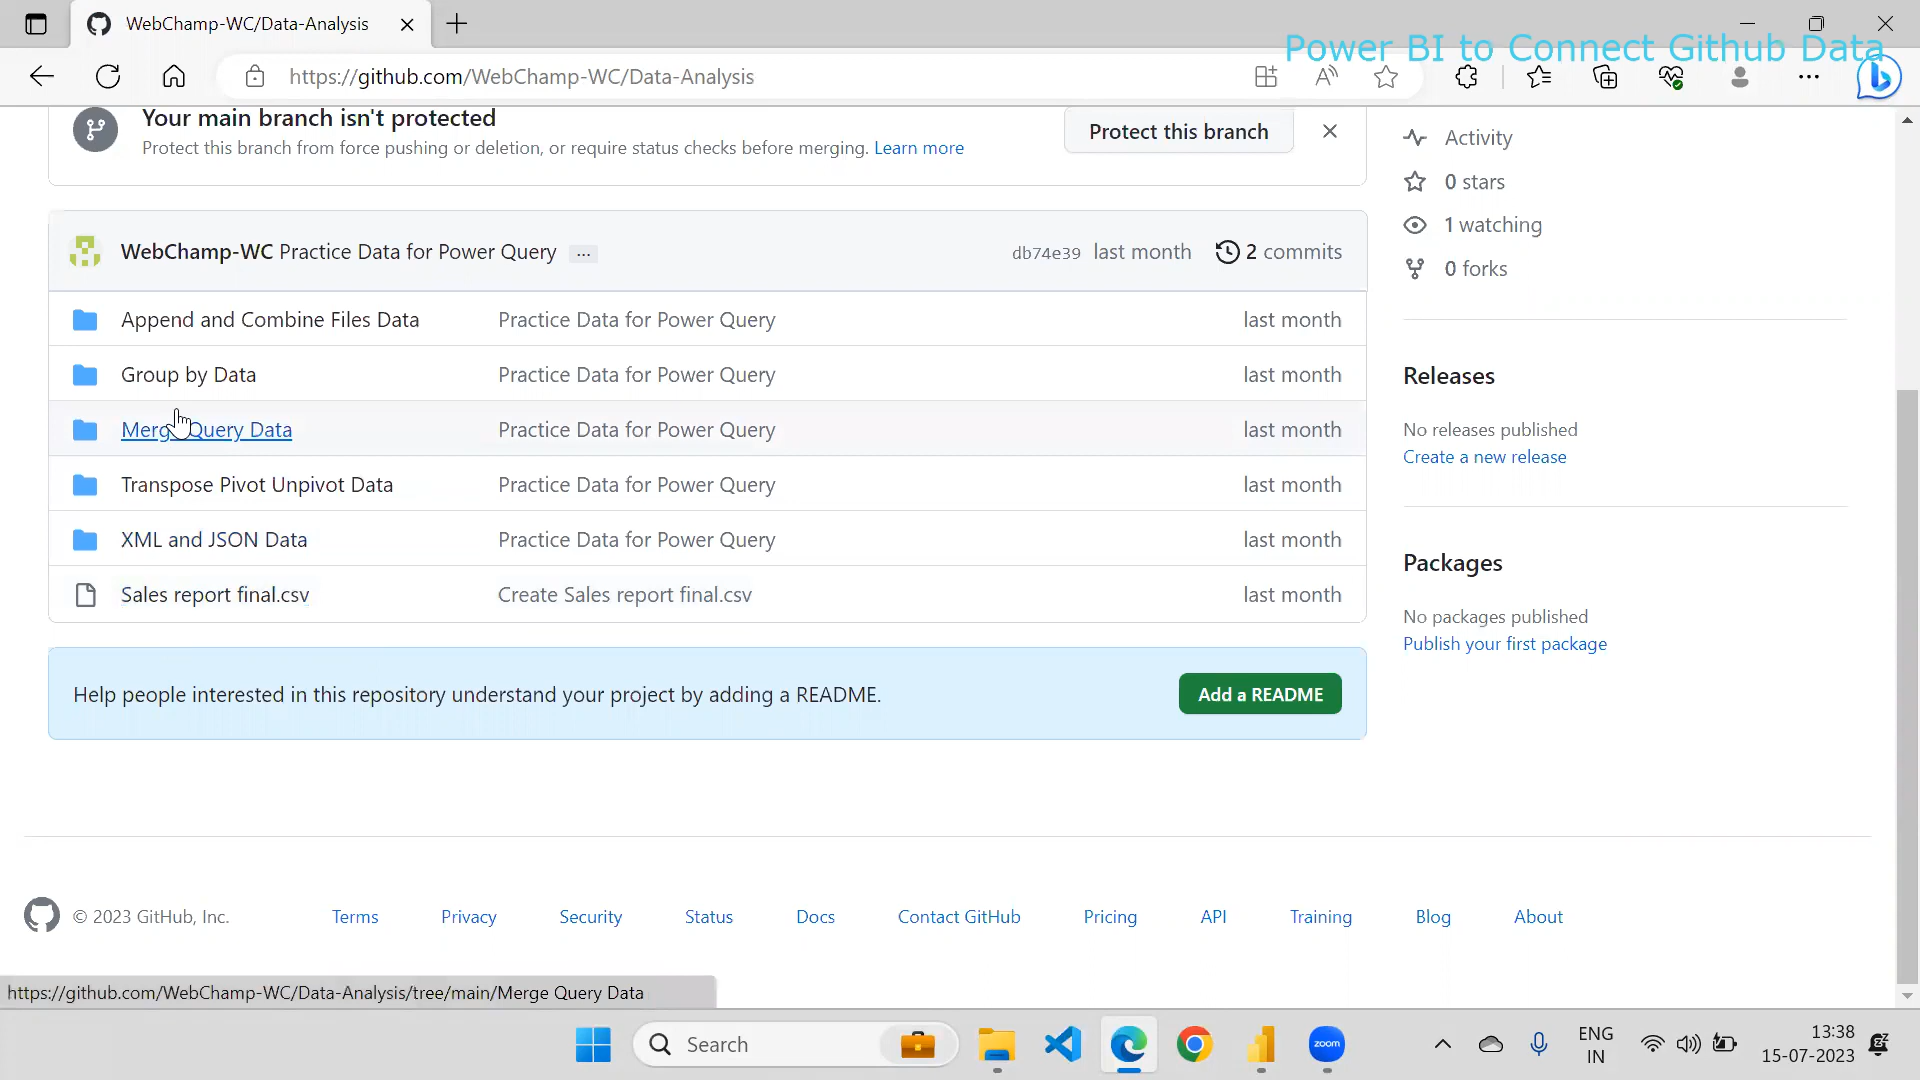 WebChamp-WC/Data-Analysis
Power BI to Connect Github Data
https://github.com/WebChamp-WC/Data-Analysis
Your main branch isn't protected
Protect this branch from force pushing or deletion, or require status checks before merging. Learn more
Protect this branch
Activity
0 stars
1 watching
0 forks
WebChamp-WC Practice Data for Power Query ...
db74e39 last month 2 commits
Append and Combine Files Data Practice Data for Power Query last month
Group by Data Practice Data for Power Query last month
Merge Query Data Practice Data for Power Query last month
Transpose Pivot Unpivot Data Practice Data for Power Query last month
XML and JSON Data Practice Data for Power Query last month
Sales report final.csv Create Sales report final.csv last month
Releases
No releases published
Create a new release
Packages
No packages published
Publish your first package
Help people interested in this repository understand your project by adding a README.
Add a README
© 2023 GitHub, Inc. Terms Privacy Security Status Docs Contact GitHub Pricing API Training Blog About
https://github.com/WebChamp-WC/Data-Analysis/tree/main/Merge Query Data
Search
zoom
ENG
IN
13:38
15-07-2023